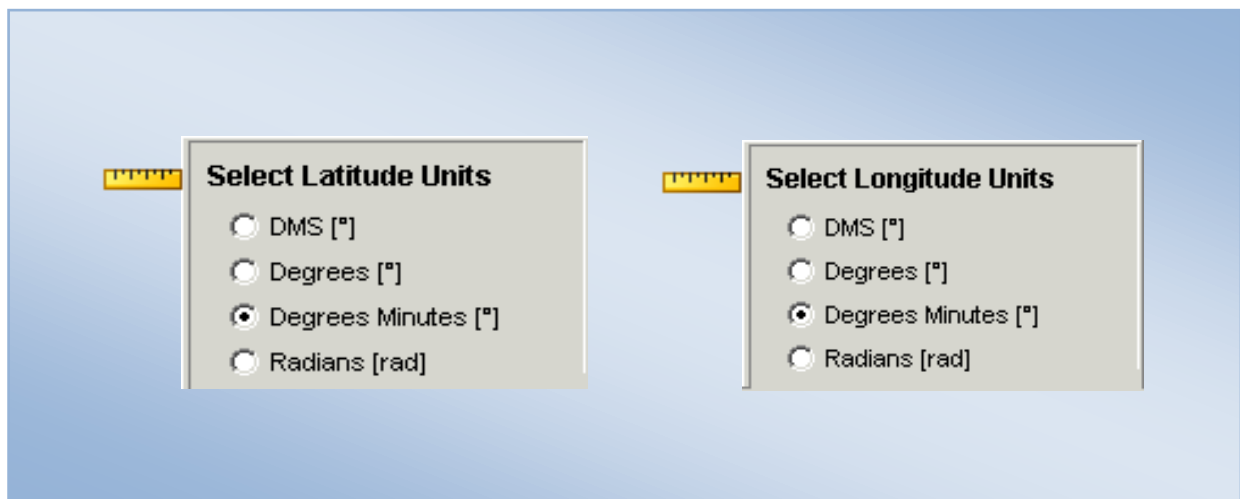 Select Latitude Units
DMS [°]
Degrees [°]
Degrees Minutes [°]
Radians [rad]
Select Longitude Units
DMS [°]
Degrees [°]
Degrees Minutes [°]
Radians [rad]